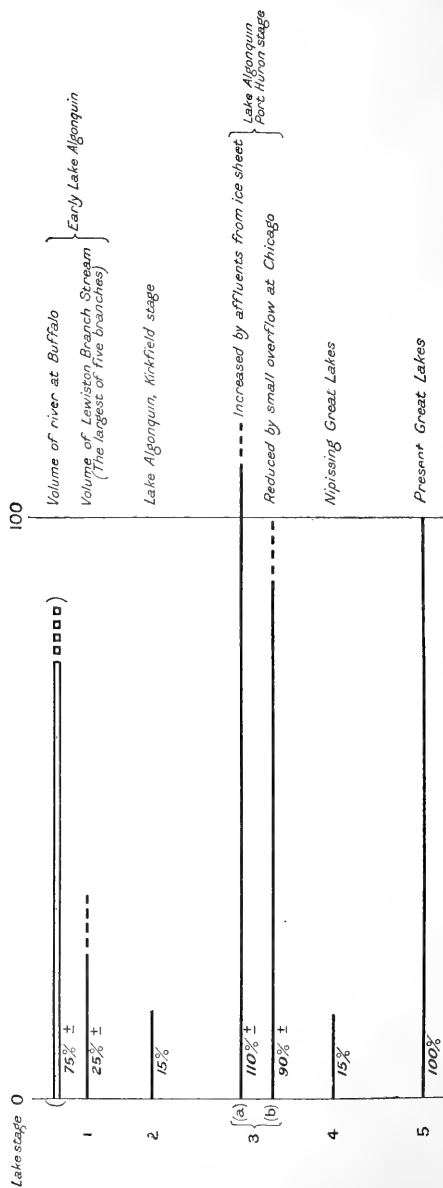 Lake stage
0
100
( )
75% ±
Volume of river at Buffalo
1
25% ±
Volume of Lewiston Branch Stream
(The largest of five branches)
Early Lake Algonquin
2
15%
Lake Algonquin, Kirkfield stage
3
(a)
110% ±
Increased by affluents from ice sheet
(b)
90% ±
Reduced by small overflow at Chicago
Lake Algonquin
Port Huron stage
4
15%
Nipissing Great Lakes
5
100%
Present Great Lakes